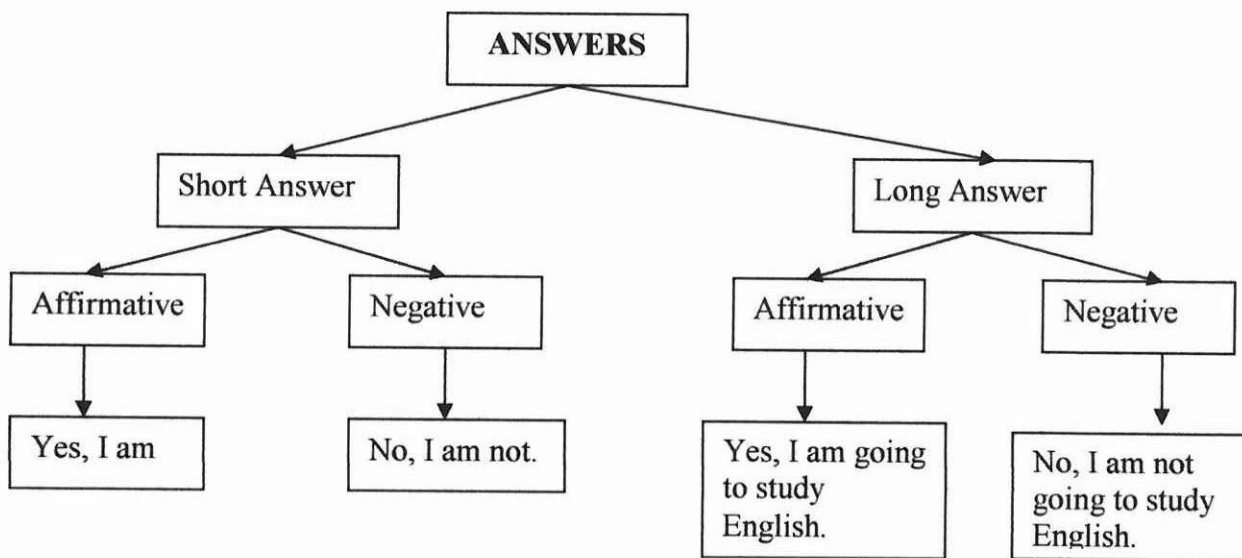 ANSWERS
Short Answer
Long Answer
Affirmative
Negative
Affirmative
Negative
Yes, I am
No, I am not.
Yes, I am going
to study
English.
No, I am not
going to study
English.